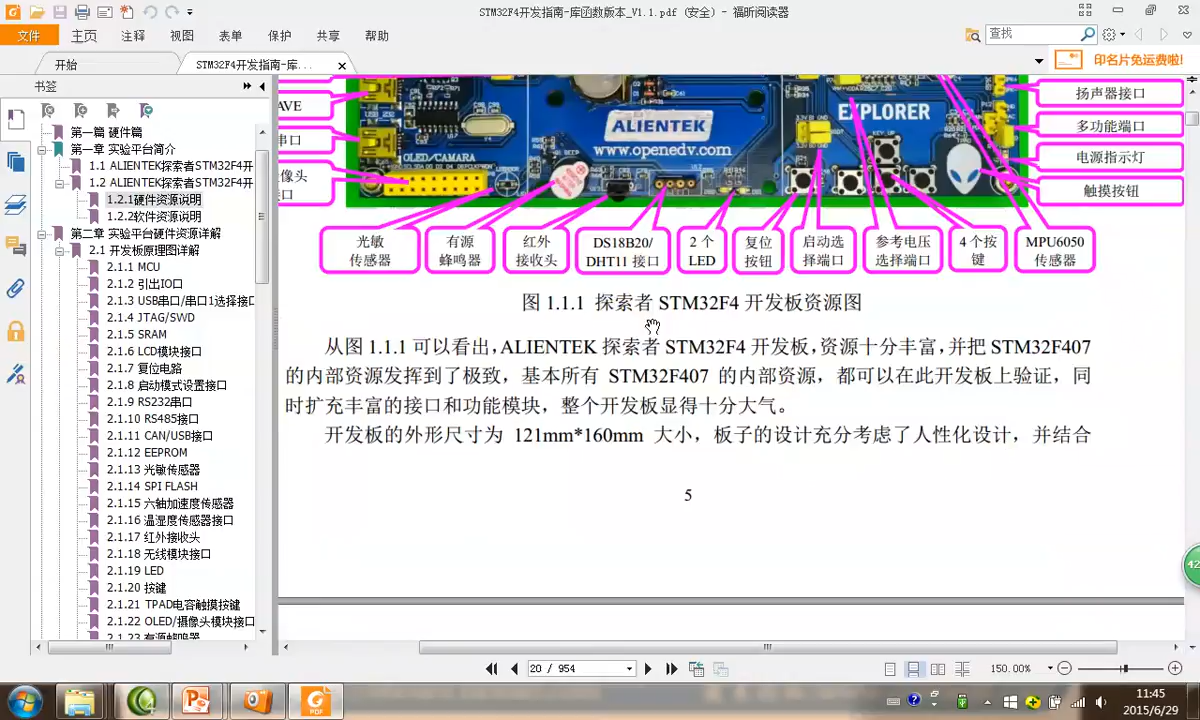 STM32F4开发指南-库函数版本_V1.1.pdf (安全) - 福昕阅读器
文件 主页 注释 视图 表单 保护 共享 帮助
查找
开始
STM32F4开发指南-库...
印名片免运费啦!
书签
第一篇 硬件篇
第一章 实验平台简介
1.1 ALIENTEK探索者STM32F4开
1.2 ALIENTEK探索者STM32F4开
1.2.1硬件资源说明
1.2.2软件资源说明
第二章 实验平台硬件资源详解
2.1 开发板原理图详解
2.1.1 MCU
2.1.2 引出IO口
2.1.3 USB串口/串口1选择接口
2.1.4 JTAG/SWD
2.1.5 SRAM
2.1.6 LCD模块接口
2.1.7 复位电路
2.1.8 启动模式设置接口
2.1.9 RS232串口
2.1.10 RS485接口
2.1.11 CAN/USB接口
2.1.12 EEPROM
2.1.13 光敏传感器
2.1.14 SPI FLASH
2.1.15 六轴加速度传感器
2.1.16 温湿度传感器接口
2.1.17 红外接收头
2.1.18 无线模块接口
2.1.19 LED
2.1.20 按键
2.1.21 TPAD电容触摸按键
2.1.22 OLED/摄像头模块接口
2.1.23 有源蜂鸣器
AVE
串口
像头
口
ALIENTEK
www.openedv.com
EXPLORER
OLED/CAMARA
BEEP
KEY_UP
扬声器接口
多功能端口
电源指示灯
触摸按钮
光敏
传感器
有源
蜂鸣器
红外
接收头
DS18B20/
DHT11 接口
2 个
LED
复位
按钮
启动选
择端口
参考电压
选择端口
4 个按
键
MPU6050
传感器
图 1.1.1 探索者 STM32F4 开发板资源图
从图 1.1.1 可以看出，ALIENTEK 探索者 STM32F4 开发板，资源十分丰富，并把 STM32F407
的内部资源发挥到了极致，基本所有 STM32F407 的内部资源，都可以在此开发板上验证，同
时扩充丰富的接口和功能模块，整个开发板显得十分大气。
开发板的外形尺寸为 121mm*160mm 大小，板子的设计充分考虑了人性化设计，并结合
5
42
20 / 954
150.00%
11:45
2015/6/29